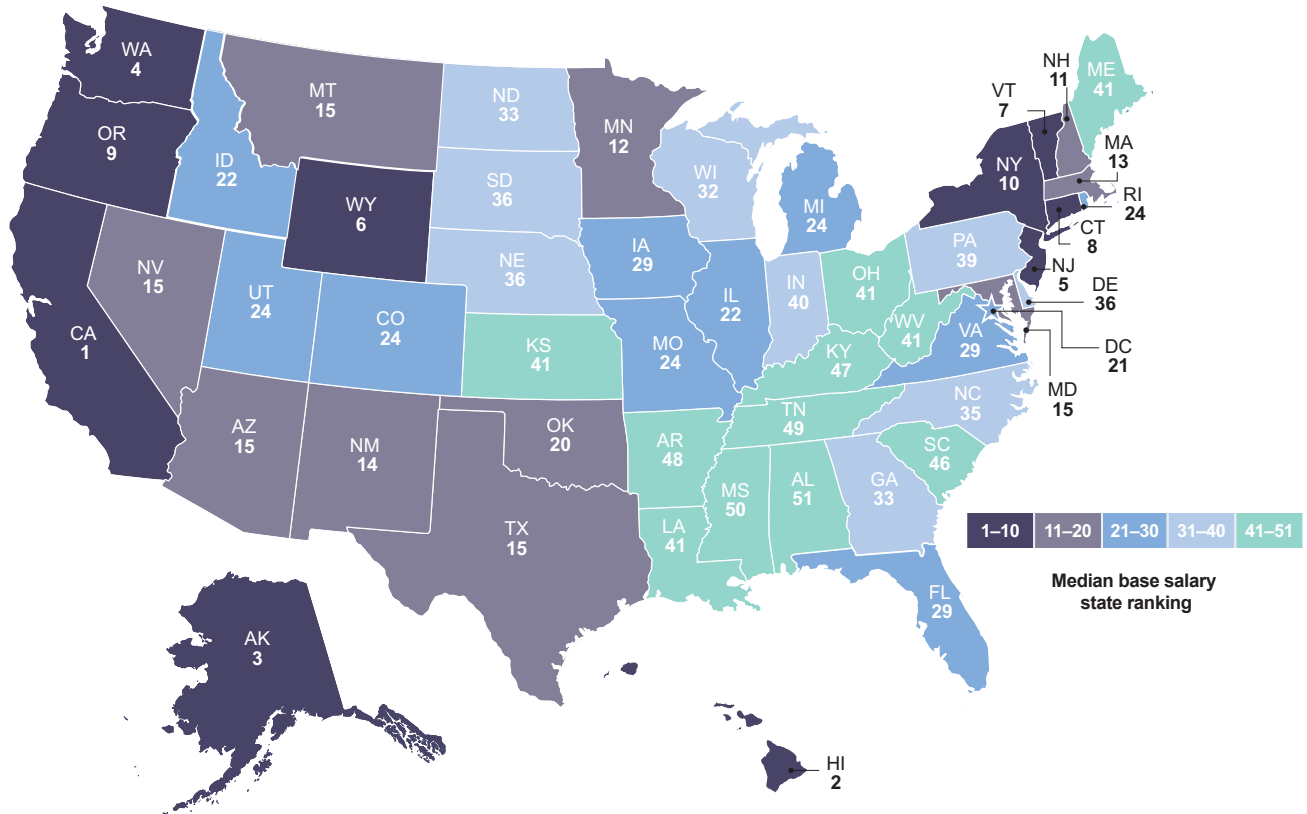 WA
4
OR
9
CA
1
NV
15
ID
22
MT
15
WY
6
UT
24
CO
24
AZ
15
NM
14
ND
33
SD
36
NE
36
KS
41
OK
20
TX
15
MN
12
IA
29
MO
24
AR
48
LA
41
WI
32
IL
22
MI
24
IN
40
OH
41
KY
47
TN
49
MS
50
AL
51
GA
33
FL
29
SC
46
NC
35
VA
29
WV
41
PA
39
NY
10
VT
7
NH
11
ME
41
MA
13
RI
24
CT
8
NJ
5
DE
36
DC
21
MD
15
AK
3
HI
2
1–10 11–20 21–30 31–40 41–51
Median base salary
state ranking